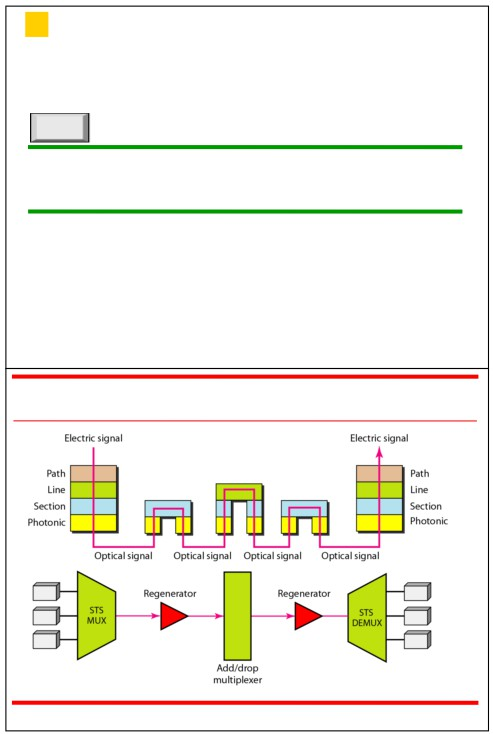 Electric signal Electric signal
Path Path
Line Line
Section Section
Photonic Photonic
Optical signal Optical signal Optical signal Optical signal
Regenerator Regenerator
STS
MUX
STS
DEMUX
Add/drop
multiplexer